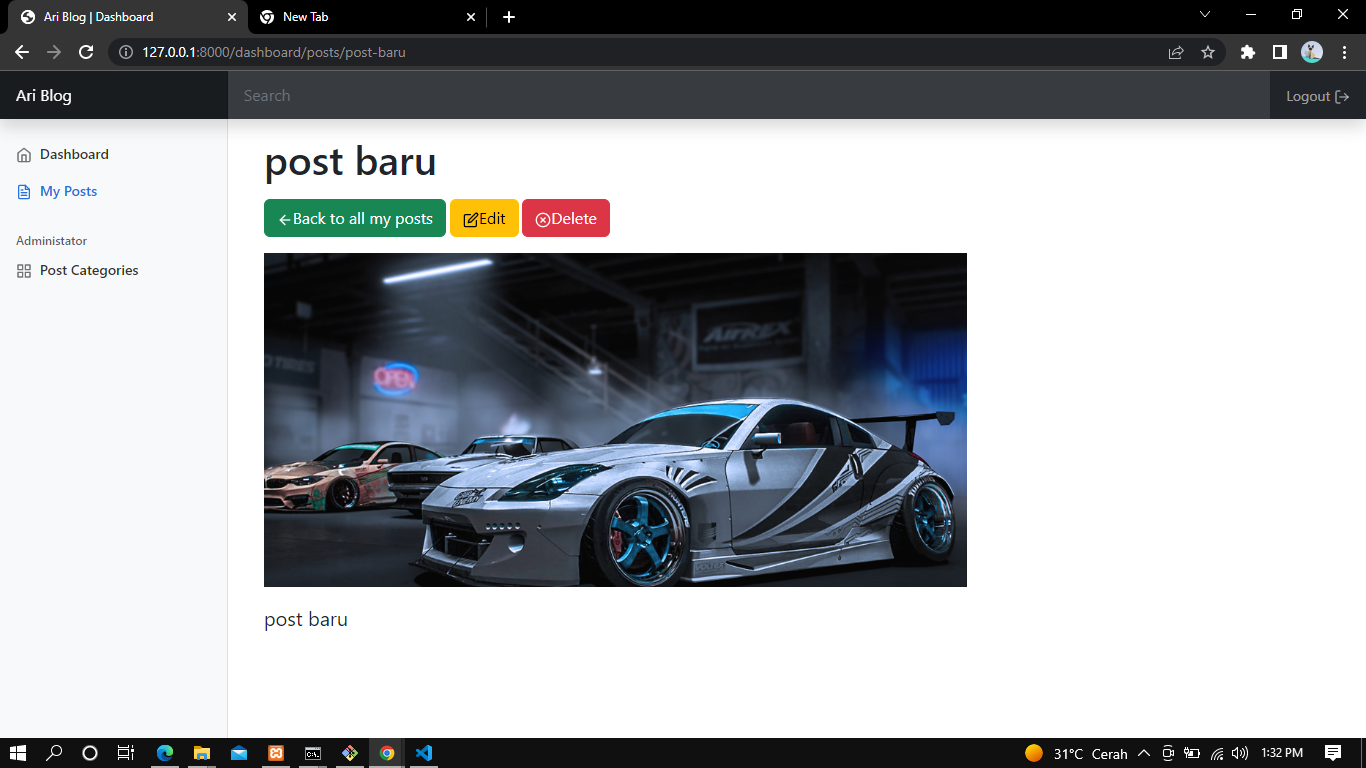 Ari Blog | Dashboard
New Tab
127.0.0.1:8000/dashboard/posts/post-baru
Ari Blog
Search
Logout
Dashboard
My Posts
Administator
Post Categories
post baru
Back to all my posts
Edit
Delete
AIRREX
TIRES
OPEN
post baru
31°C Cerah
1:32 PM